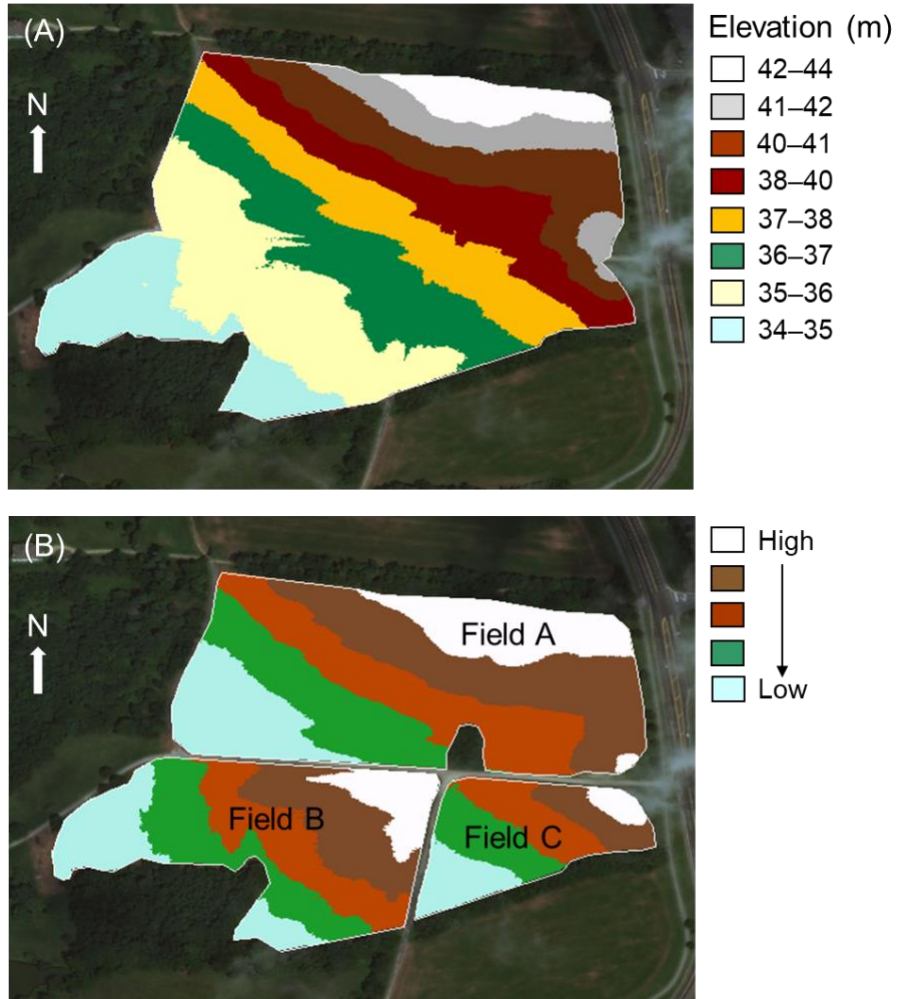 (A)
N
Elevation (m)
42–44
41–42
40–41
38–40
37–38
36–37
35–36
34–35
(B)
N
High
Low
Field A
Field B
Field C